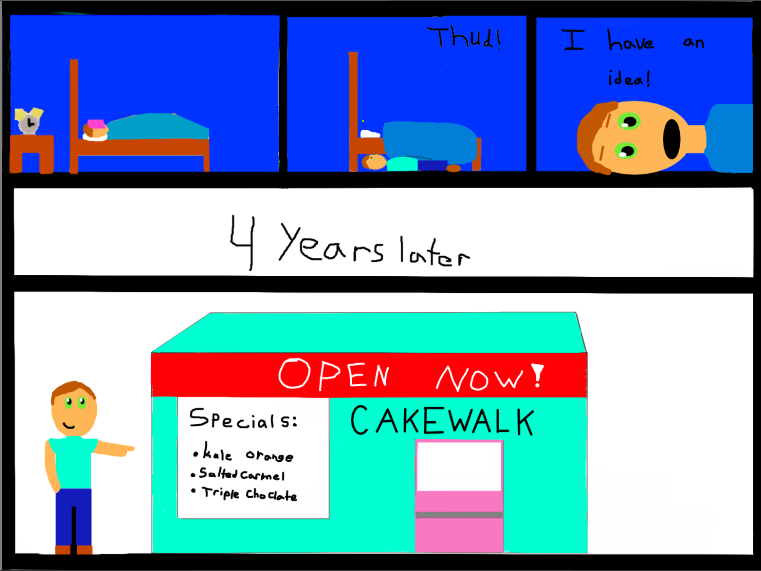 Thud!
I have an
idea!
4 Years later
OPEN NOW!
CAKEWALK
Specials:
• kale orange
• Salted Carmel
• Triple Choclate